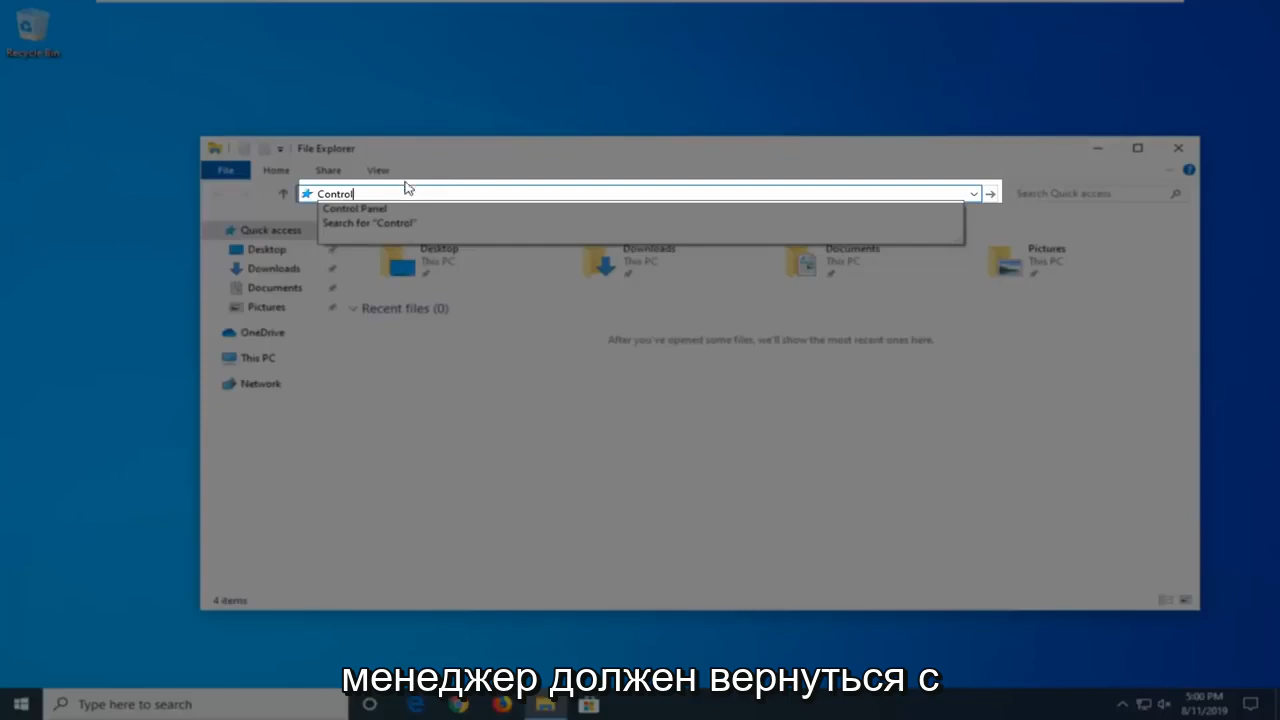 Recycle Bin
File Explorer
File Home Share View
Control
Search Quick access
Control Panel
Search for "Control"
Quick access
Desktop
Downloads
Documents
Pictures
OneDrive
This PC
Network
Desktop
This PC
Downloads
This PC
Documents
This PC
Pictures
This PC
Recent files (0)
After you've opened some files, we'll show the most recent ones here.
4 items
менеджер должен вернуться с
Type here to search
5:00 PM
8/11/2019